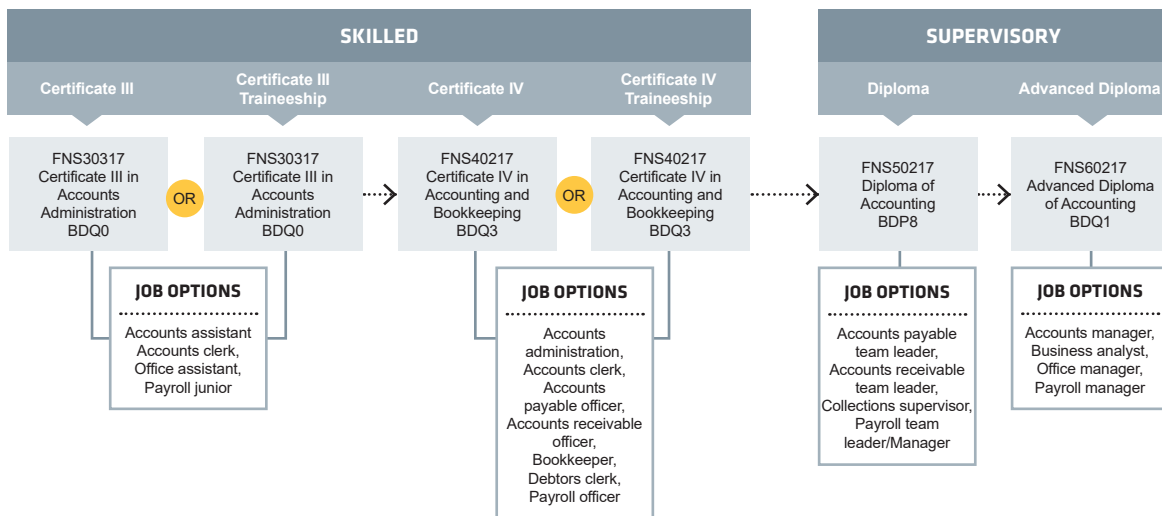 SKILLED
SUPERVISORY
Certificate III
Certificate III
Traineeship
Certificate IV
Certificate IV
Traineeship
Diploma
Advanced Diploma
FNS30317
Certificate III in
Accounts
Administration
BDQ0
OR
FNS30317
Certificate III in
Accounts
Administration
BDQ0
FNS40217
Certificate IV in
Accounting and
Bookkeeping
BDQ3
OR
FNS40217
Certificate IV in
Accounting and
Bookkeeping
BDQ3
FNS50217
Diploma of
Accounting
BDP8
FNS60217
Advanced Diploma
of Accounting
BDQ1
JOB OPTIONS
Accounts assistant
Accounts clerk,
Office assistant,
Payroll junior
JOB OPTIONS
Accounts
administration,
Accounts clerk,
Accounts
payable officer,
Accounts receivable
officer,
Bookkeeper,
Debtors clerk,
Payroll officer
JOB OPTIONS
Accounts payable
team leader,
Accounts receivable
team leader,
Collections supervisor,
Payroll team
leader/Manager
JOB OPTIONS
Accounts manager,
Business analyst,
Office manager,
Payroll manager